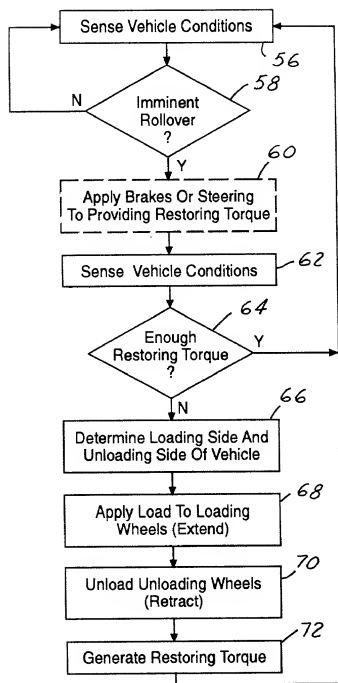 Sense Vehicle Conditions
56
58
N
Imminent
Rollover
?
Y
60
Apply Brakes Or Steering
To Providing Restoring Torque
Sense Vehicle Conditions
62
64
Enough
Restoring Torque
?
Y
N
66
Determine Loading Side And
Unloading Side Of Vehicle
68
Apply Load To Loading
Wheels (Extend)
70
Unload Unloading Wheels
(Retract)
72
Generate Restoring Torque